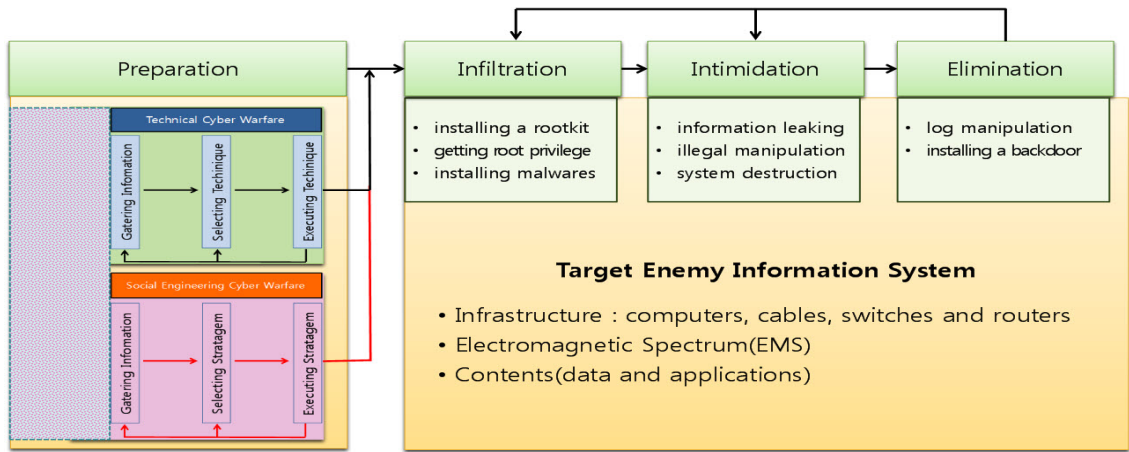 Preparation
Infiltration
Intimidation
Elimination
Technical Cyber Warfare
Gatering Infomation
Selecting Techinique
Executing Techinique
Social Engineering Cyber Warfare
Gatering Infomation
Selecting Stratagem
Executing Stratagem
• installing a rootkit
• getting root privilege
• installing malwares
• information leaking
• illegal manipulation
• system destruction
• log manipulation
• installing a backdoor
Target Enemy Information System
• Infrastructure : computers, cables, switches and routers
• Electromagnetic Spectrum(EMS)
• Contents(data and applications)